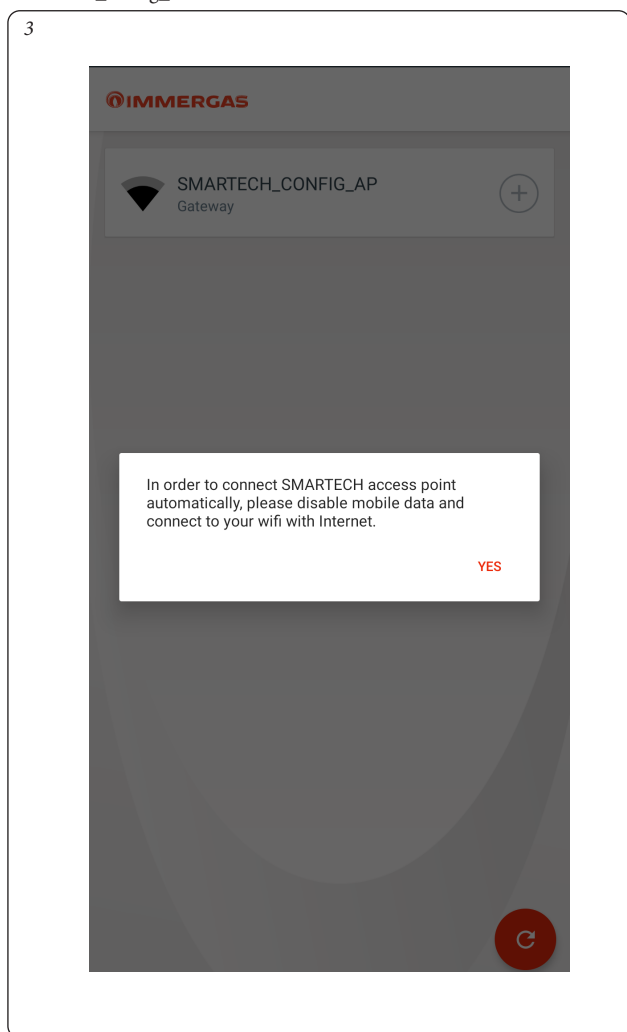 3
IMMERGAS
SMARTECH_CONFIG_AP
Gateway
In order to connect SMARTECH access point
automatically, please disable mobile data and
connect to your wifi with Internet.
YES